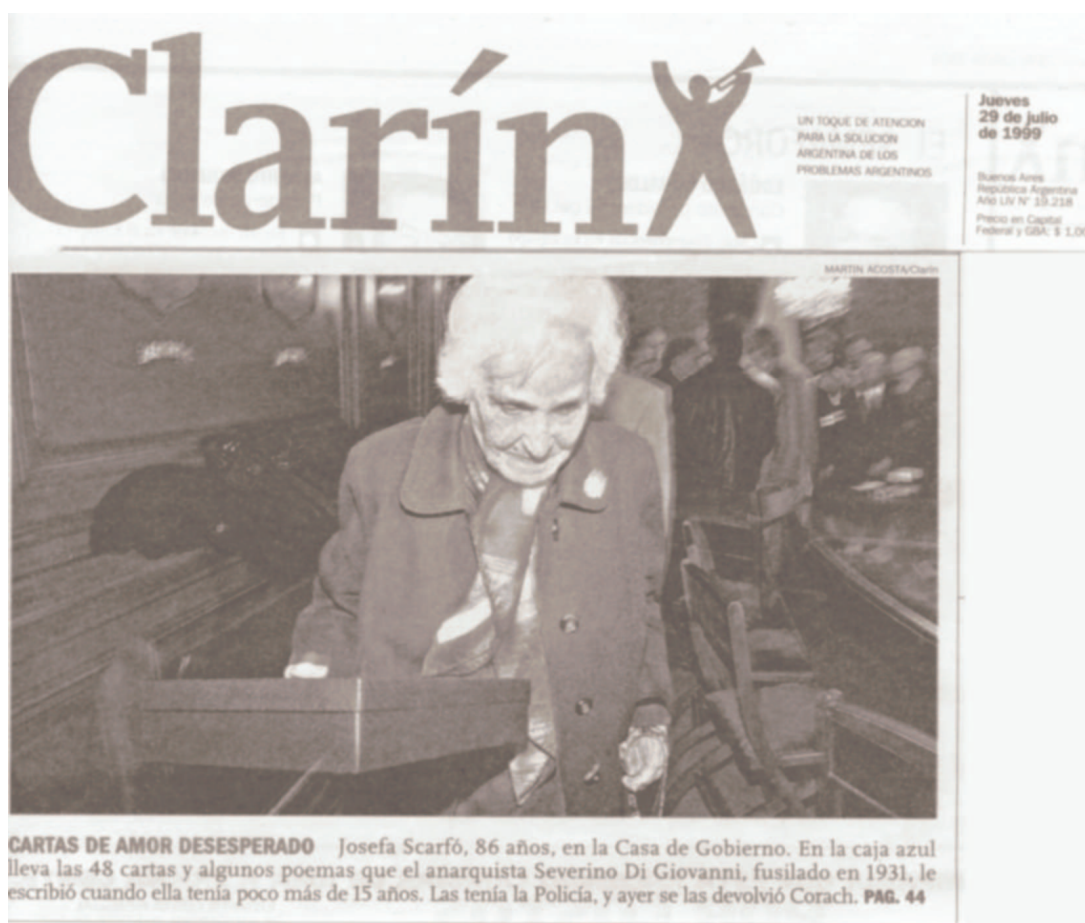 Clarín
UN TOQUE DE ATENCION
PARA LA SOLUCION
ARGENTINA DE LOS
PROBLEMAS ARGENTINOS
Jueves
29 de julio
de 1999
Buenos Aires
República Argentina
Año LIV N° 19.218
Precio en Capital
Federal y GBA: $ 1,00
MARTIN ACOSTA/Clarín
CARTAS DE AMOR DESESPERADO Josefa Scarfó, 86 años, en la Casa de Gobierno. En la caja azul
lleva las 48 cartas y algunos poemas que el anarquista Severino Di Giovanni, fusilado en 1931, le
escribió cuando ella tenía poco más de 15 años. Las tenía la Policía, y ayer se las devolvió Corach. PAG. 44